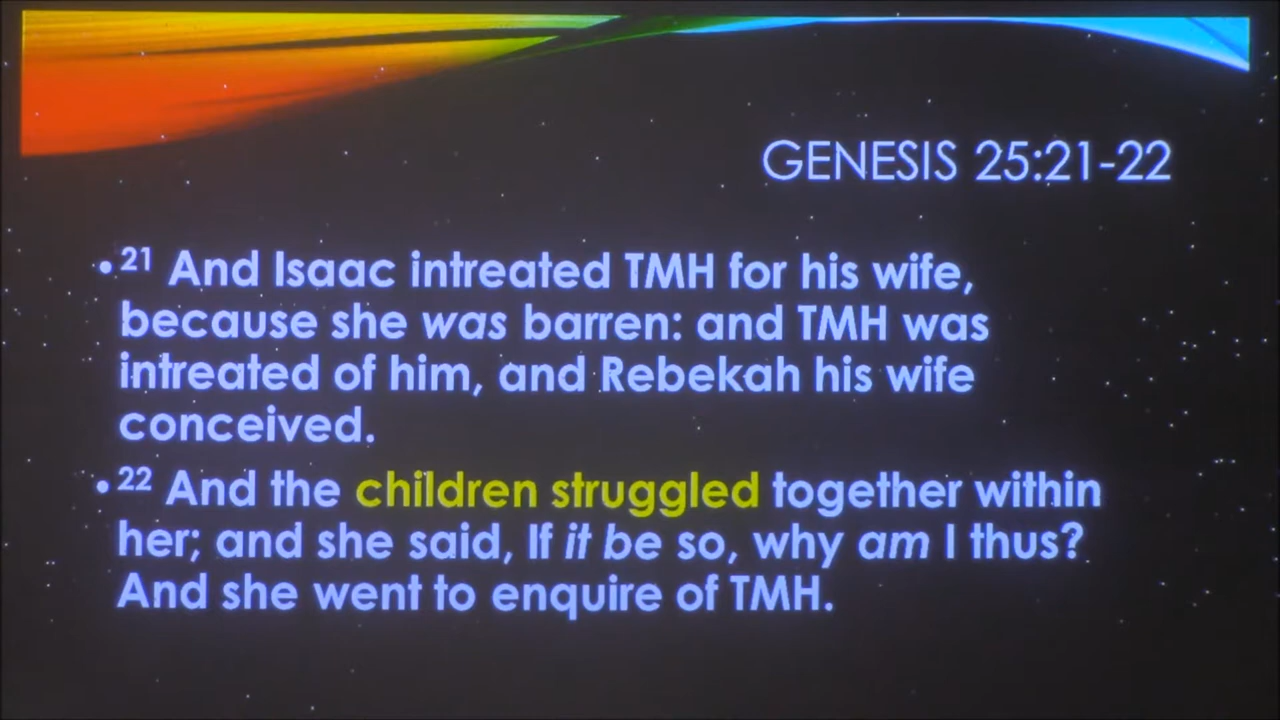 GENESIS 25:21-22
•21 And Isaac intreated TMH for his wife,
because she was barren: and TMH was
intreated of him, and Rebekah his wife
conceived.
•22 And the children struggled together within
her; and she said, If it be so, why am I thus?
And she went to enquire of TMH.